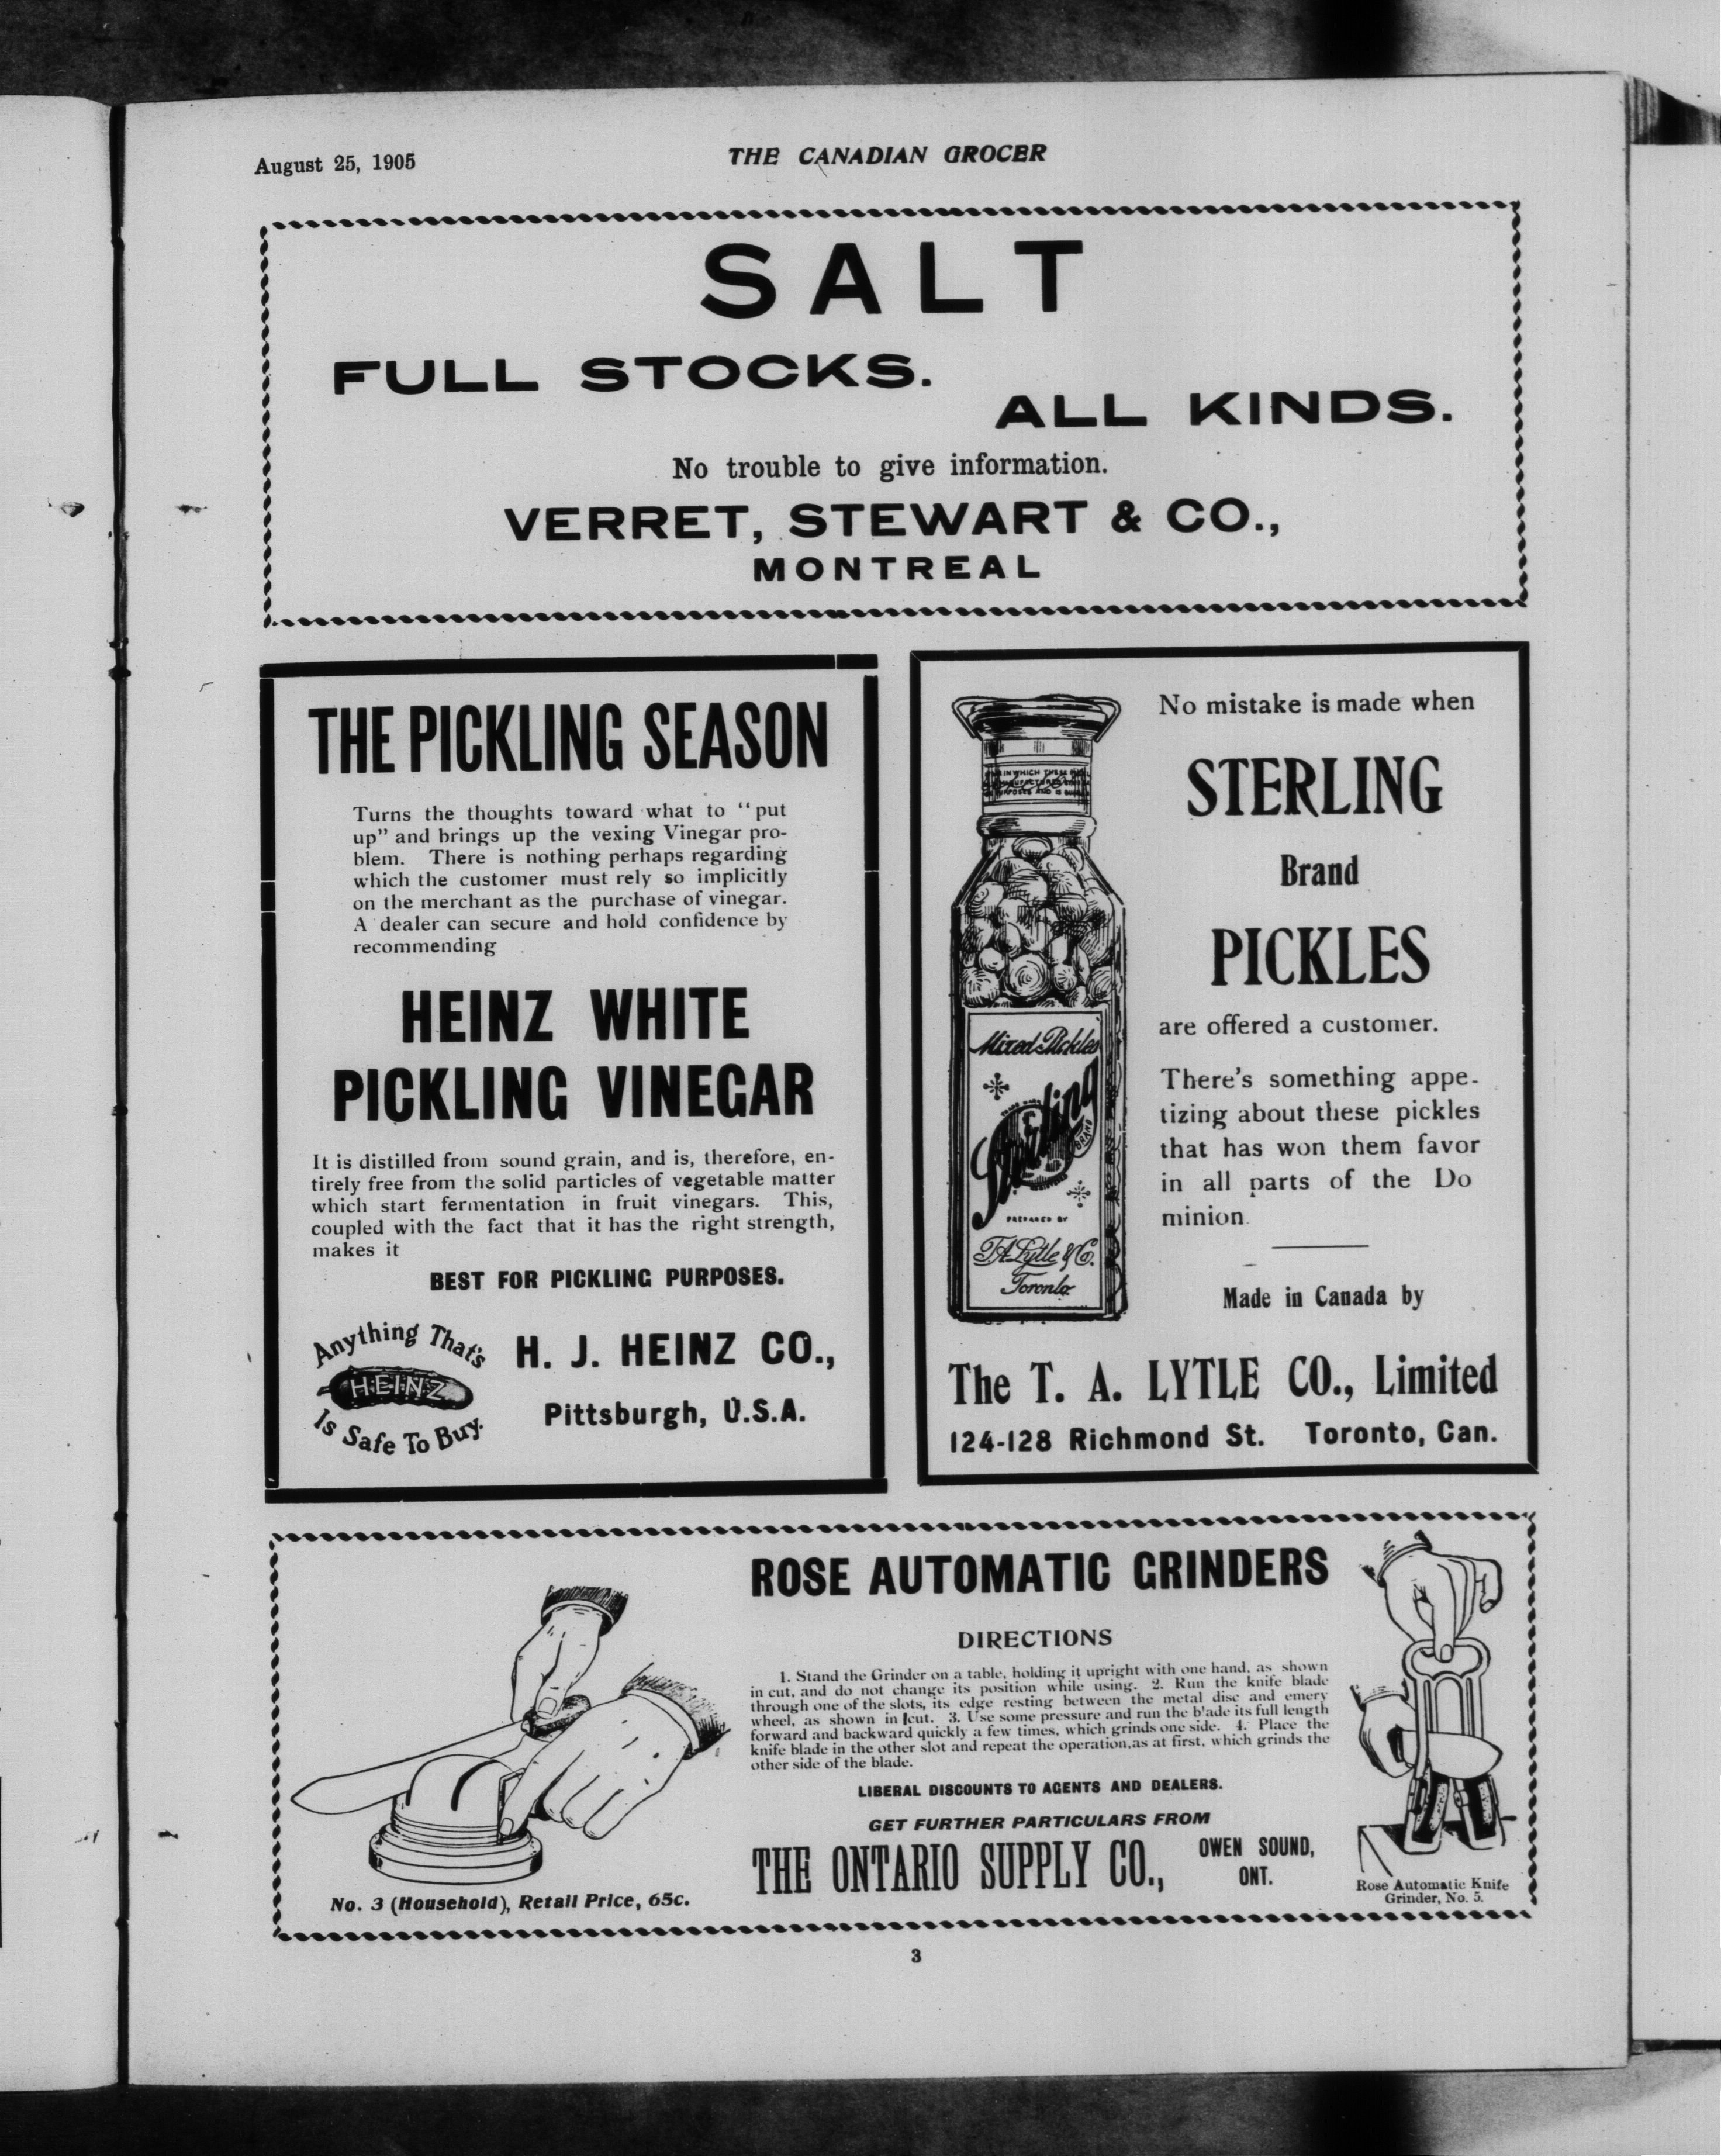 August 25, 1905
THE CANADIAN GROCER
SALT
FULL STOCKS.
ALL KINDS.
No trouble to give information.
VERRET, STEWART & CO.,
MONTREAL
THE PICKLING SEASON
Turns the thoughts toward what to "put
up" and brings up the vexing Vinegar pro-
blem. There is nothing perhaps regarding
which the customer must rely so implicitly
on the merchant as the purchase of vinegar.
A dealer can secure and hold confidence by
recommending
HEINZ WHITE
PICKLING VINEGAR
It is distilled from sound grain, and is, therefore, en-
tirely free from the solid particles of vegetable matter
which start fermentation in fruit vinegars. This,
coupled with the fact that it has the right strength,
makes it
BEST FOR PICKLING PURPOSES.
Anything That's
HEINZ
Is Safe To Buy.
H. J. HEINZ CO.,
Pittsburgh, U.S.A.
IN WHICH THESE
Mixed Pickles
Sterling
BRAND
PREPARED BY
T.A. Lytle & Co.
Toronto.
No mistake is made when
STERLING
Brand
PICKLES
are offered a customer.
There's something appe-
tizing about these pickles
that has won them favor
in all parts of the Do
minion.
Made in Canada by
The T. A. LYTLE CO., Limited
124-128 Richmond St. Toronto, Can.
ROSE AUTOMATIC GRINDERS
DIRECTIONS
1. Stand the Grinder on a table, holding it upright with one hand, as shown
in cut, and do not change its position while using. 2. Run the knife blade
through one of the slots, its edge resting between the metal disc and emery
wheel, as shown in cut. 3. Use some pressure and run the blade its full length
forward and backward quickly a few times, which grinds one side. 4. Place the
knife blade in the other slot and repeat the operation, as at first, which grinds the
other side of the blade.
LIBERAL DISCOUNTS TO AGENTS AND DEALERS.
GET FURTHER PARTICULARS FROM
THE ONTARIO SUPPLY CO.,
OWEN SOUND,
ONT.
No. 3 (Household), Retail Price, 65c.
Rose Automatic Knife
Grinder, No. 5.
3